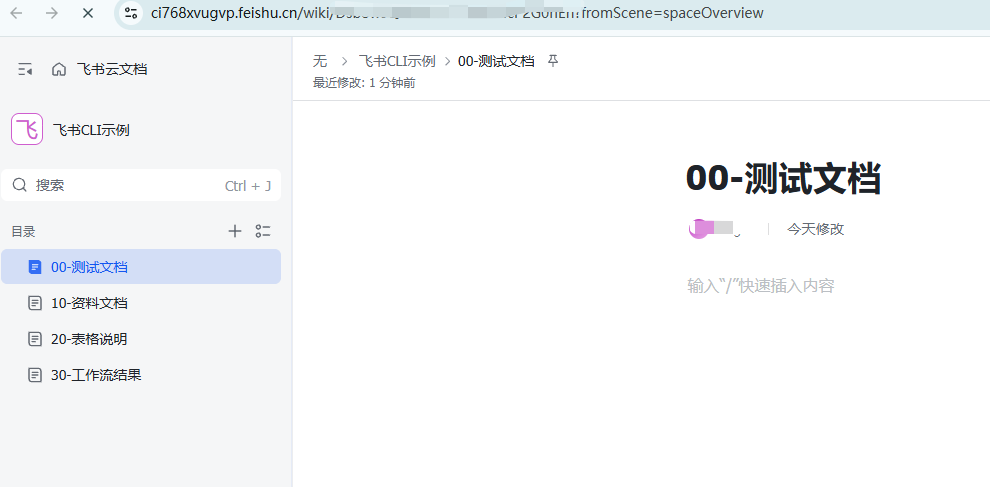 ci768xvugvp.feishu.cn/wiki/ ?fromScene=spaceOverview
飞书云文档
飞书CLI示例
搜索 Ctrl + J
目录
00-测试文档
10-资料文档
20-表格说明
30-工作流结果
无 > 飞书CLI示例 > 00-测试文档
最近修改: 1 分钟前
00-测试文档
今天修改
输入“/”快速插入内容